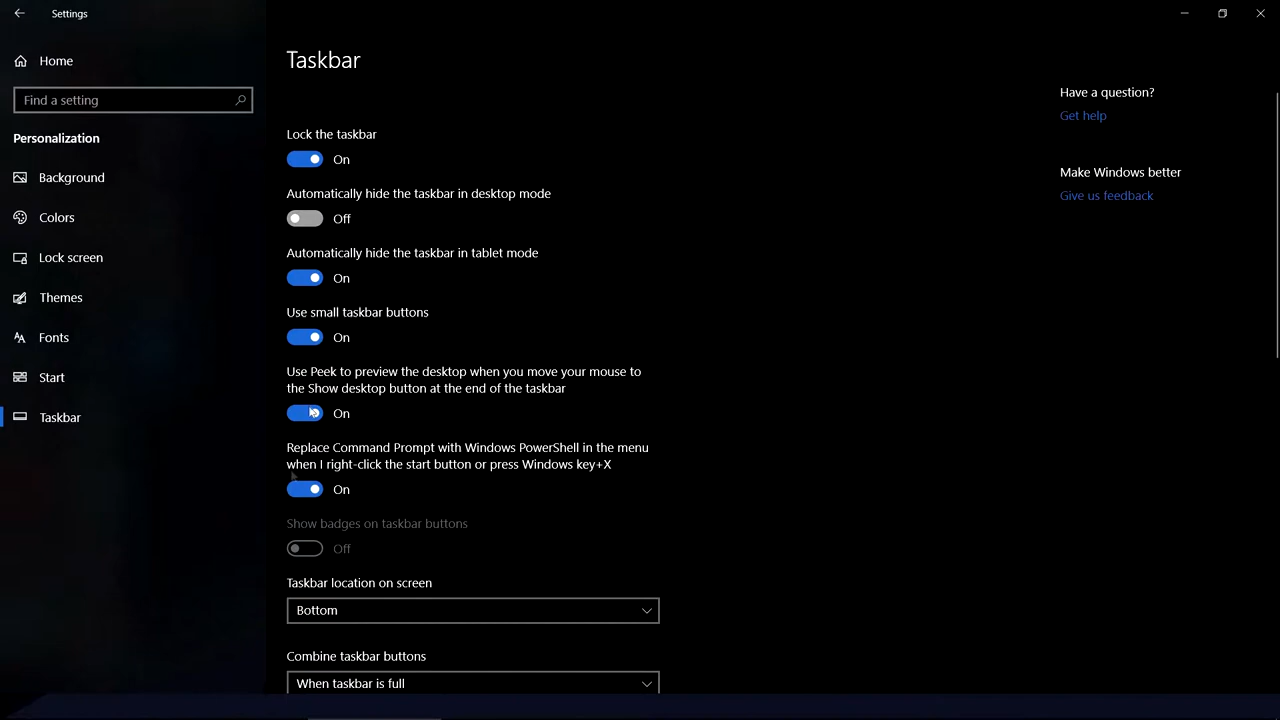 Settings
Home
Find a setting
Personalization
Background
Colors
Lock screen
Themes
Fonts
Start
Taskbar
Taskbar
Lock the taskbar
On
Automatically hide the taskbar in desktop mode
Off
Automatically hide the taskbar in tablet mode
On
Use small taskbar buttons
On
Use Peek to preview the desktop when you move your mouse to
the Show desktop button at the end of the taskbar
On
Replace Command Prompt with Windows PowerShell in the menu
when I right-click the start button or press Windows key+X
On
Show badges on taskbar buttons
Off
Taskbar location on screen
Bottom
Combine taskbar buttons
When taskbar is full
Have a question?
Get help
Make Windows better
Give us feedback